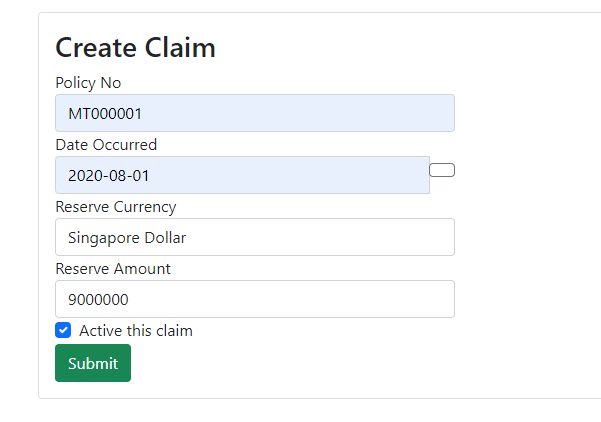 Create Claim
Policy No
MT000001
Date Occurred
2020-08-01
Reserve Currency
Singapore Dollar
Reserve Amount
9000000
Active this claim
Submit